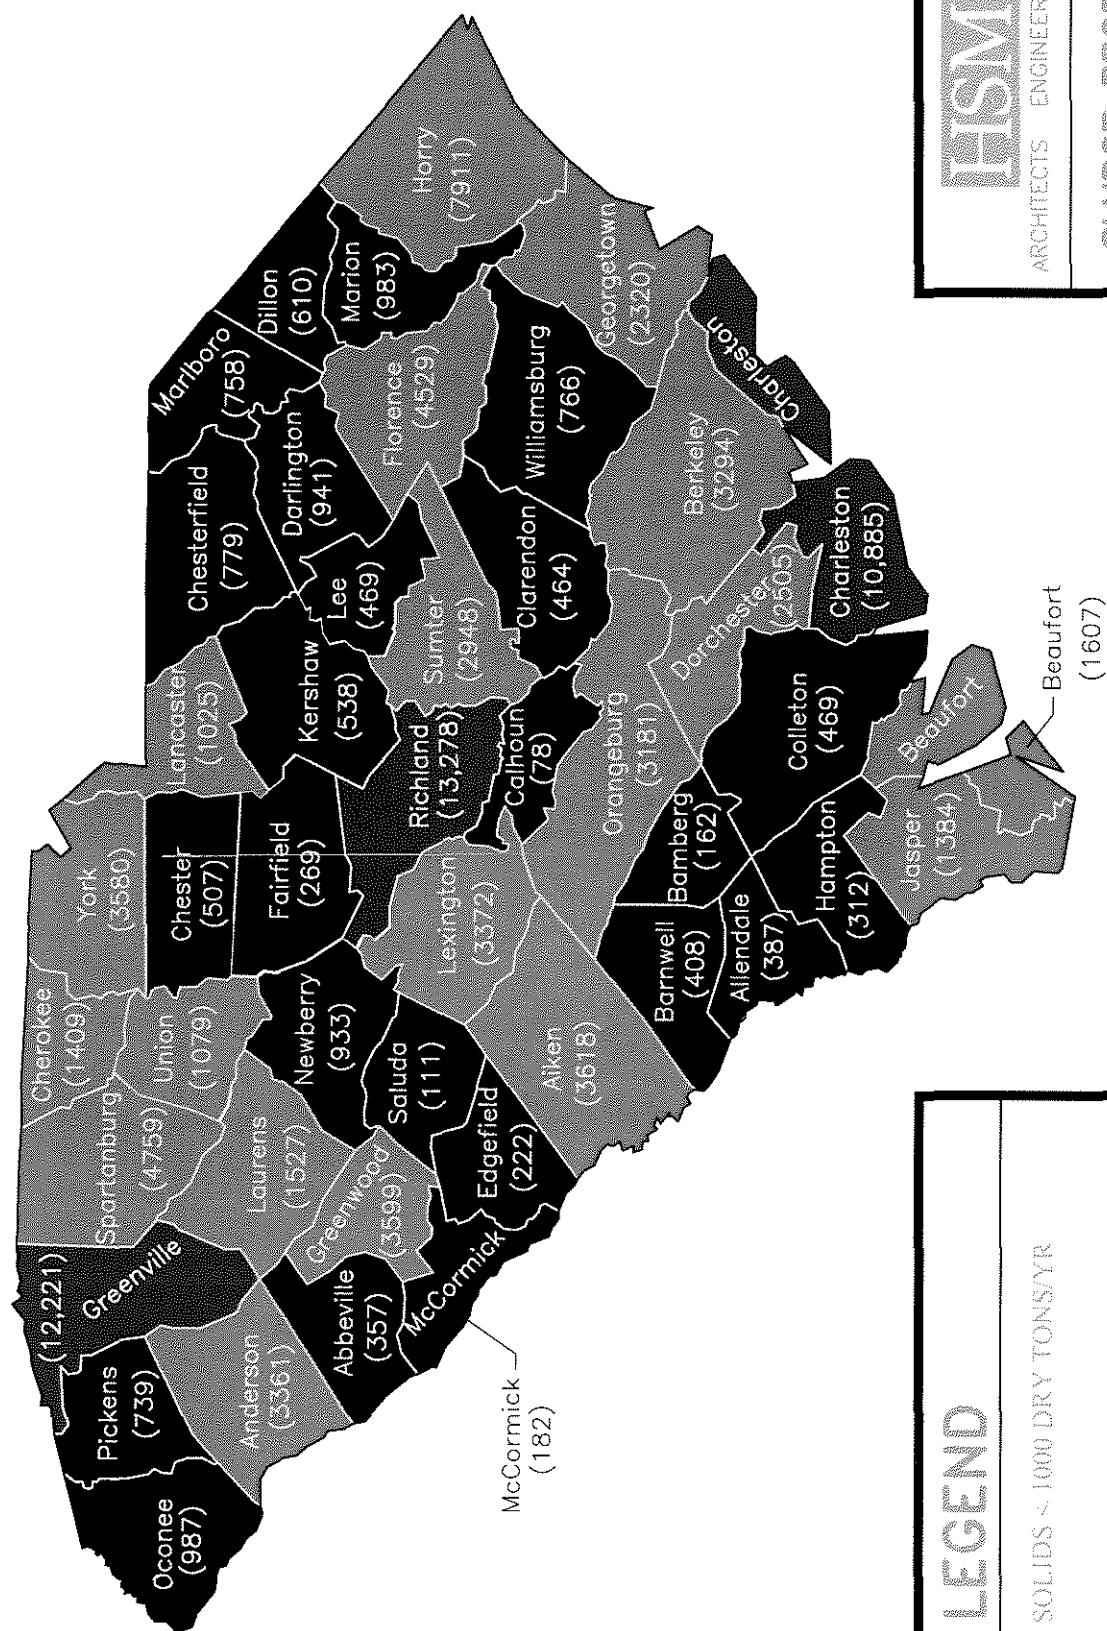 Oconee
(987)
Pickens
(739)
(12,221)
Greenville
Spartanburg
(4759)
Cherokee
(1409)
York
(3580)
Lancaster
(1025)
Chesterfield
(779)
Marlboro
(758)
Dillon
(610)
Marion
(983)
Horry
(7911)
Anderson
(3361)
Laurens
(1527)
Union
(1079)
Chester
(507)
Fairfield
(269)
Kershaw
(538)
Lee
(469)
Darlington
(941)
Florence
(4529)
Abbeville
(357)
Greenwood
(3599)
Newberry
(933)
Saluda
(111)
Lexington
(3372)
Richland
(13,278)
Sumter
(2948)
Clarendon
(464)
Williamsburg
(766)
Georgetown
(2320)
McCormick
McCormick
(182)
Edgefield
(222)
Aiken
(3618)
Calhoun
(78)
Orangeburg
(3181)
Berkeley
(3294)
Barnwell
(408)
Bamberg
(162)
Dorchester
(2505)
Charleston
Charleston
(10,885)
Allendale
(387)
Hampton
(312)
Colleton
(469)
Jasper
(1384)
Beaufort
Beaufort
(1607)
LEGEND
SOLIDS < 1000 DRY TONS/YR
HSM
ARCHITECTS ENGINEER